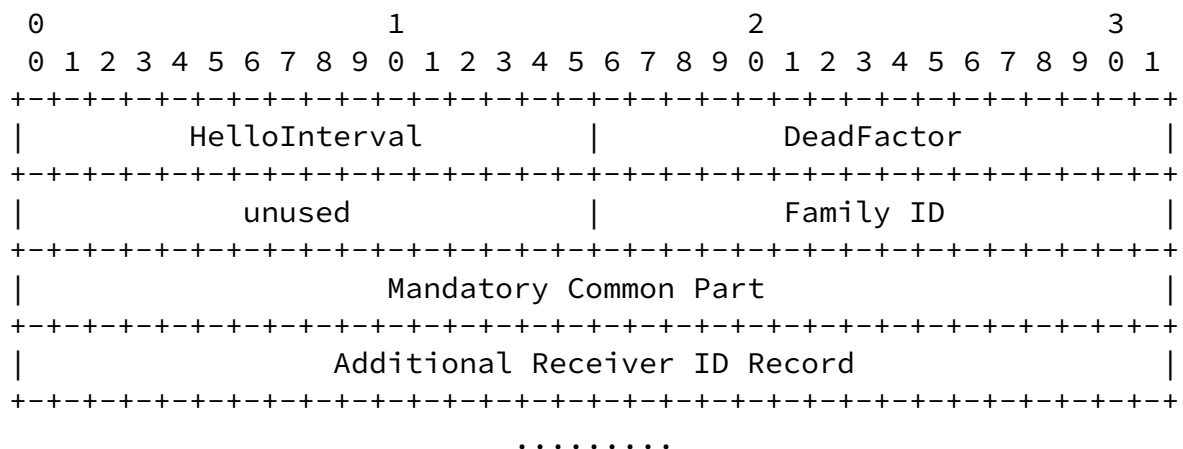 0                   1                   2                   3
 0 1 2 3 4 5 6 7 8 9 0 1 2 3 4 5 6 7 8 9 0 1 2 3 4 5 6 7 8 9 0 1
+-+-+-+-+-+-+-+-+-+-+-+-+-+-+-+-+-+-+-+-+-+-+-+-+-+-+-+-+-+-+-+-+
|         HelloInterval         |          DeadFactor           |
+-+-+-+-+-+-+-+-+-+-+-+-+-+-+-+-+-+-+-+-+-+-+-+-+-+-+-+-+-+-+-+-+
|            unused             |          Family ID            |
+-+-+-+-+-+-+-+-+-+-+-+-+-+-+-+-+-+-+-+-+-+-+-+-+-+-+-+-+-+-+-+-+
|                    Mandatory Common Part                      |
+-+-+-+-+-+-+-+-+-+-+-+-+-+-+-+-+-+-+-+-+-+-+-+-+-+-+-+-+-+-+-+-+
|                 Additional Receiver ID Record                 |
+-+-+-+-+-+-+-+-+-+-+-+-+-+-+-+-+-+-+-+-+-+-+-+-+-+-+-+-+-+-+-+-+
                            .........